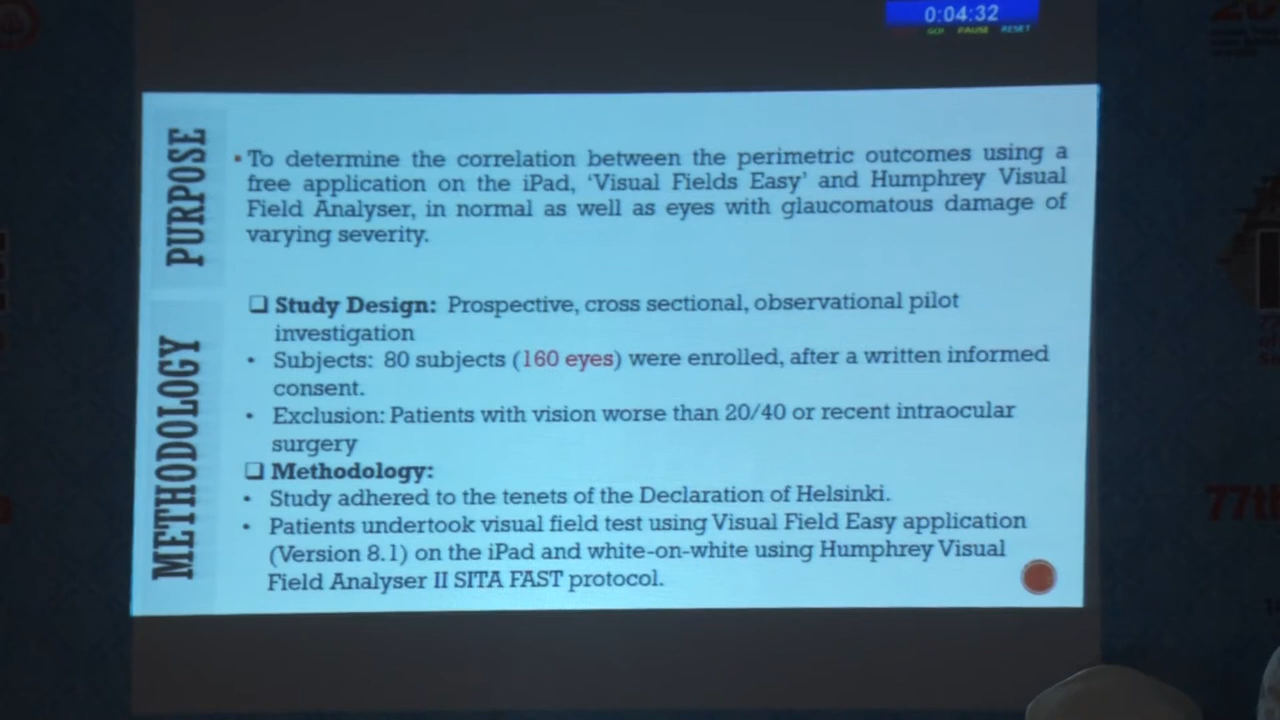 0:04:32
PAUSE RESET
PURPOSE
▪ To determine the correlation between the perimetric outcomes using a
free application on the iPad, ‘Visual Fields Easy’ and Humphrey Visual
Field Analyser, in normal as well as eyes with glaucomatous damage of
varying severity.
METHODOLOGY
❑ Study Design: Prospective, cross sectional, observational pilot
investigation
• Subjects: 80 subjects (160 eyes) were enrolled, after a written informed
consent.
• Exclusion: Patients with vision worse than 20/40 or recent intraocular
surgery
❑ Methodology:
• Study adhered to the tenets of the Declaration of Helsinki.
• Patients undertook visual field test using Visual Field Easy application
(Version 8.1) on the iPad and white-on-white using Humphrey Visual
Field Analyser II SITA FAST protocol.
77th